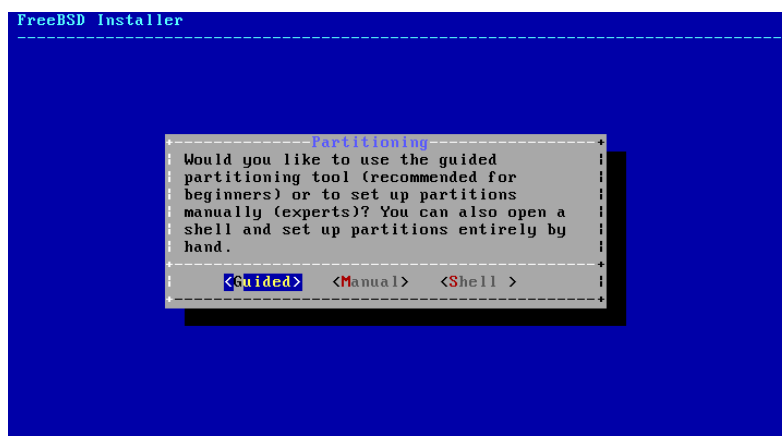 FreeBSD Installer
Partitioning
Would you like to use the guided
partitioning tool (recommended for
beginners) or to set up partitions
manually (experts)? You can also open a
shell and set up partitions entirely by
hand.
<Guided> <Manual> <Shell >